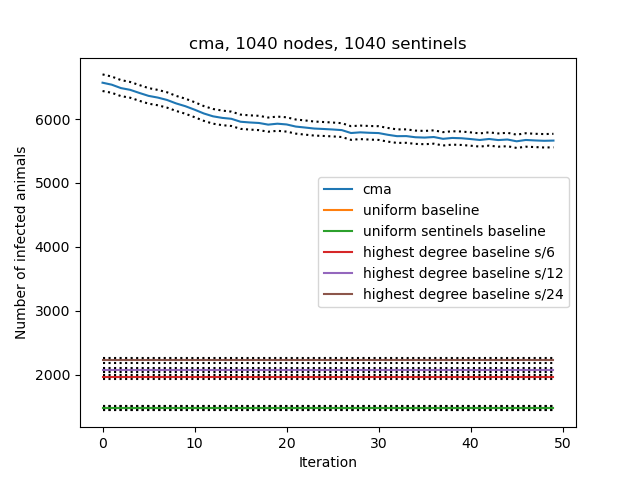 cma, 1040 nodes, 1040 sentinels
Number of infected animals
6000
5000
4000
3000
2000
cma
uniform baseline
uniform sentinels baseline
highest degree baseline s/6
highest degree baseline s/12
highest degree baseline s/24
0 10 20 30 40 50
Iteration